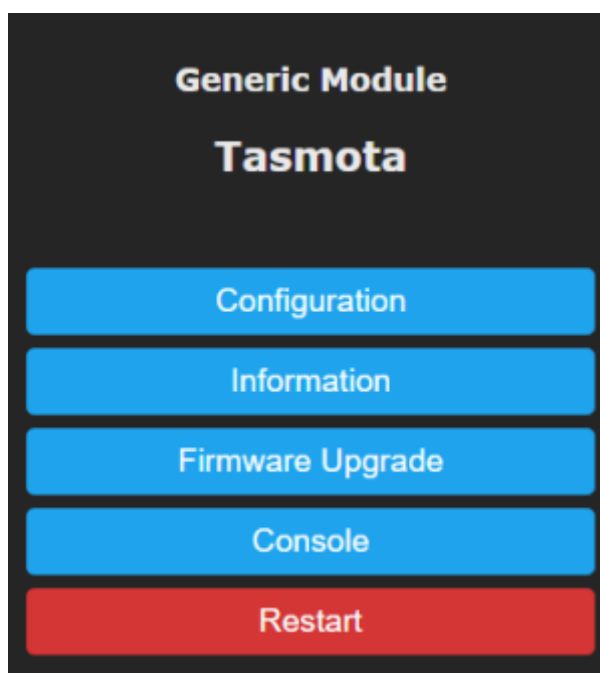 Generic Module
Tasmota
Configuration
Information
Firmware Upgrade
Console
Restart